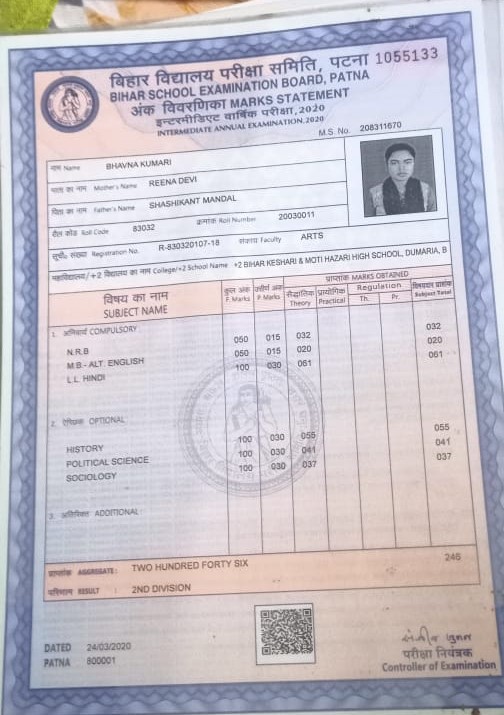 1055133
बिहार विद्यालय परीक्षा समिति, पटना
BIHAR SCHOOL EXAMINATION BOARD, PATNA
अंक विवरणिका MARKS STATEMENT
इन्टरमीडिएट वार्षिक परीक्षा, 2020
INTERMEDIATE ANNUAL EXAMINATION, 2020
M.S. No. 208311670
नाम Name BHAVNA KUMARI
माता का नाम Mother's Name REENA DEVI
पिता का नाम Father's Name SHASHIKANT MANDAL
रौल कोड Roll Code 83032 क्रमांक Roll Number 20030011
सूची० संख्या Registration No. R-830320107-18 संकाय Faculty ARTS
महाविद्यालय/+2 विद्यालय का नाम College/+2 School Name +2 BIHAR KESHARI & MOTI HAZARI HIGH SCHOOL, DUMARIA, B
विषय का नाम कुल अंक उत्तीर्ण अंक प्राप्तांक MARKS OBTAINED
SUBJECT NAME F. Marks P. Marks सैद्धांतिक Theory प्रायोगिक Practical Regulation Th. Pr. विषयवार प्राप्तांक Subject Total
1. अनिवार्य COMPULSORY
N.R.B 050 015 032 032
M.B.- ALT. ENGLISH 050 015 020 020
L.L. HINDI 100 030 061 061
2. ऐच्छिक OPTIONAL
HISTORY 100 030 055 055
POLITICAL SCIENCE 100 030 041 041
SOCIOLOGY 100 030 037 037
3. अतिरिक्त ADDITIONAL
प्राप्तांक AGGREGATE : TWO HUNDRED FORTY SIX 246
परिणाम RESULT : 2ND DIVISION
DATED 24/03/2020
PATNA 800001
परीक्षा नियंत्रक
Controller of Examination